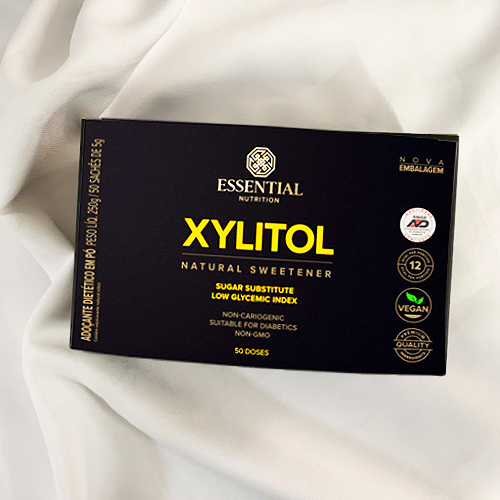 ESSENTIAL
NUTRITION
XYLITOL
NATURAL SWEETENER
SUGAR SUBSTITUTE
LOW GLYCEMIC INDEX
NON-CARIOGENIC
SUITABLE FOR DIABETICS
NON-GMO
50 DOSES
NOVA
EMBALAGEM
12
VEGAN
PREMIUM
QUALITY
ADOÇANTE DIETÉTICO EM PÓ PESO LÍQ. 250g / 50 SACHÊS DE 5g